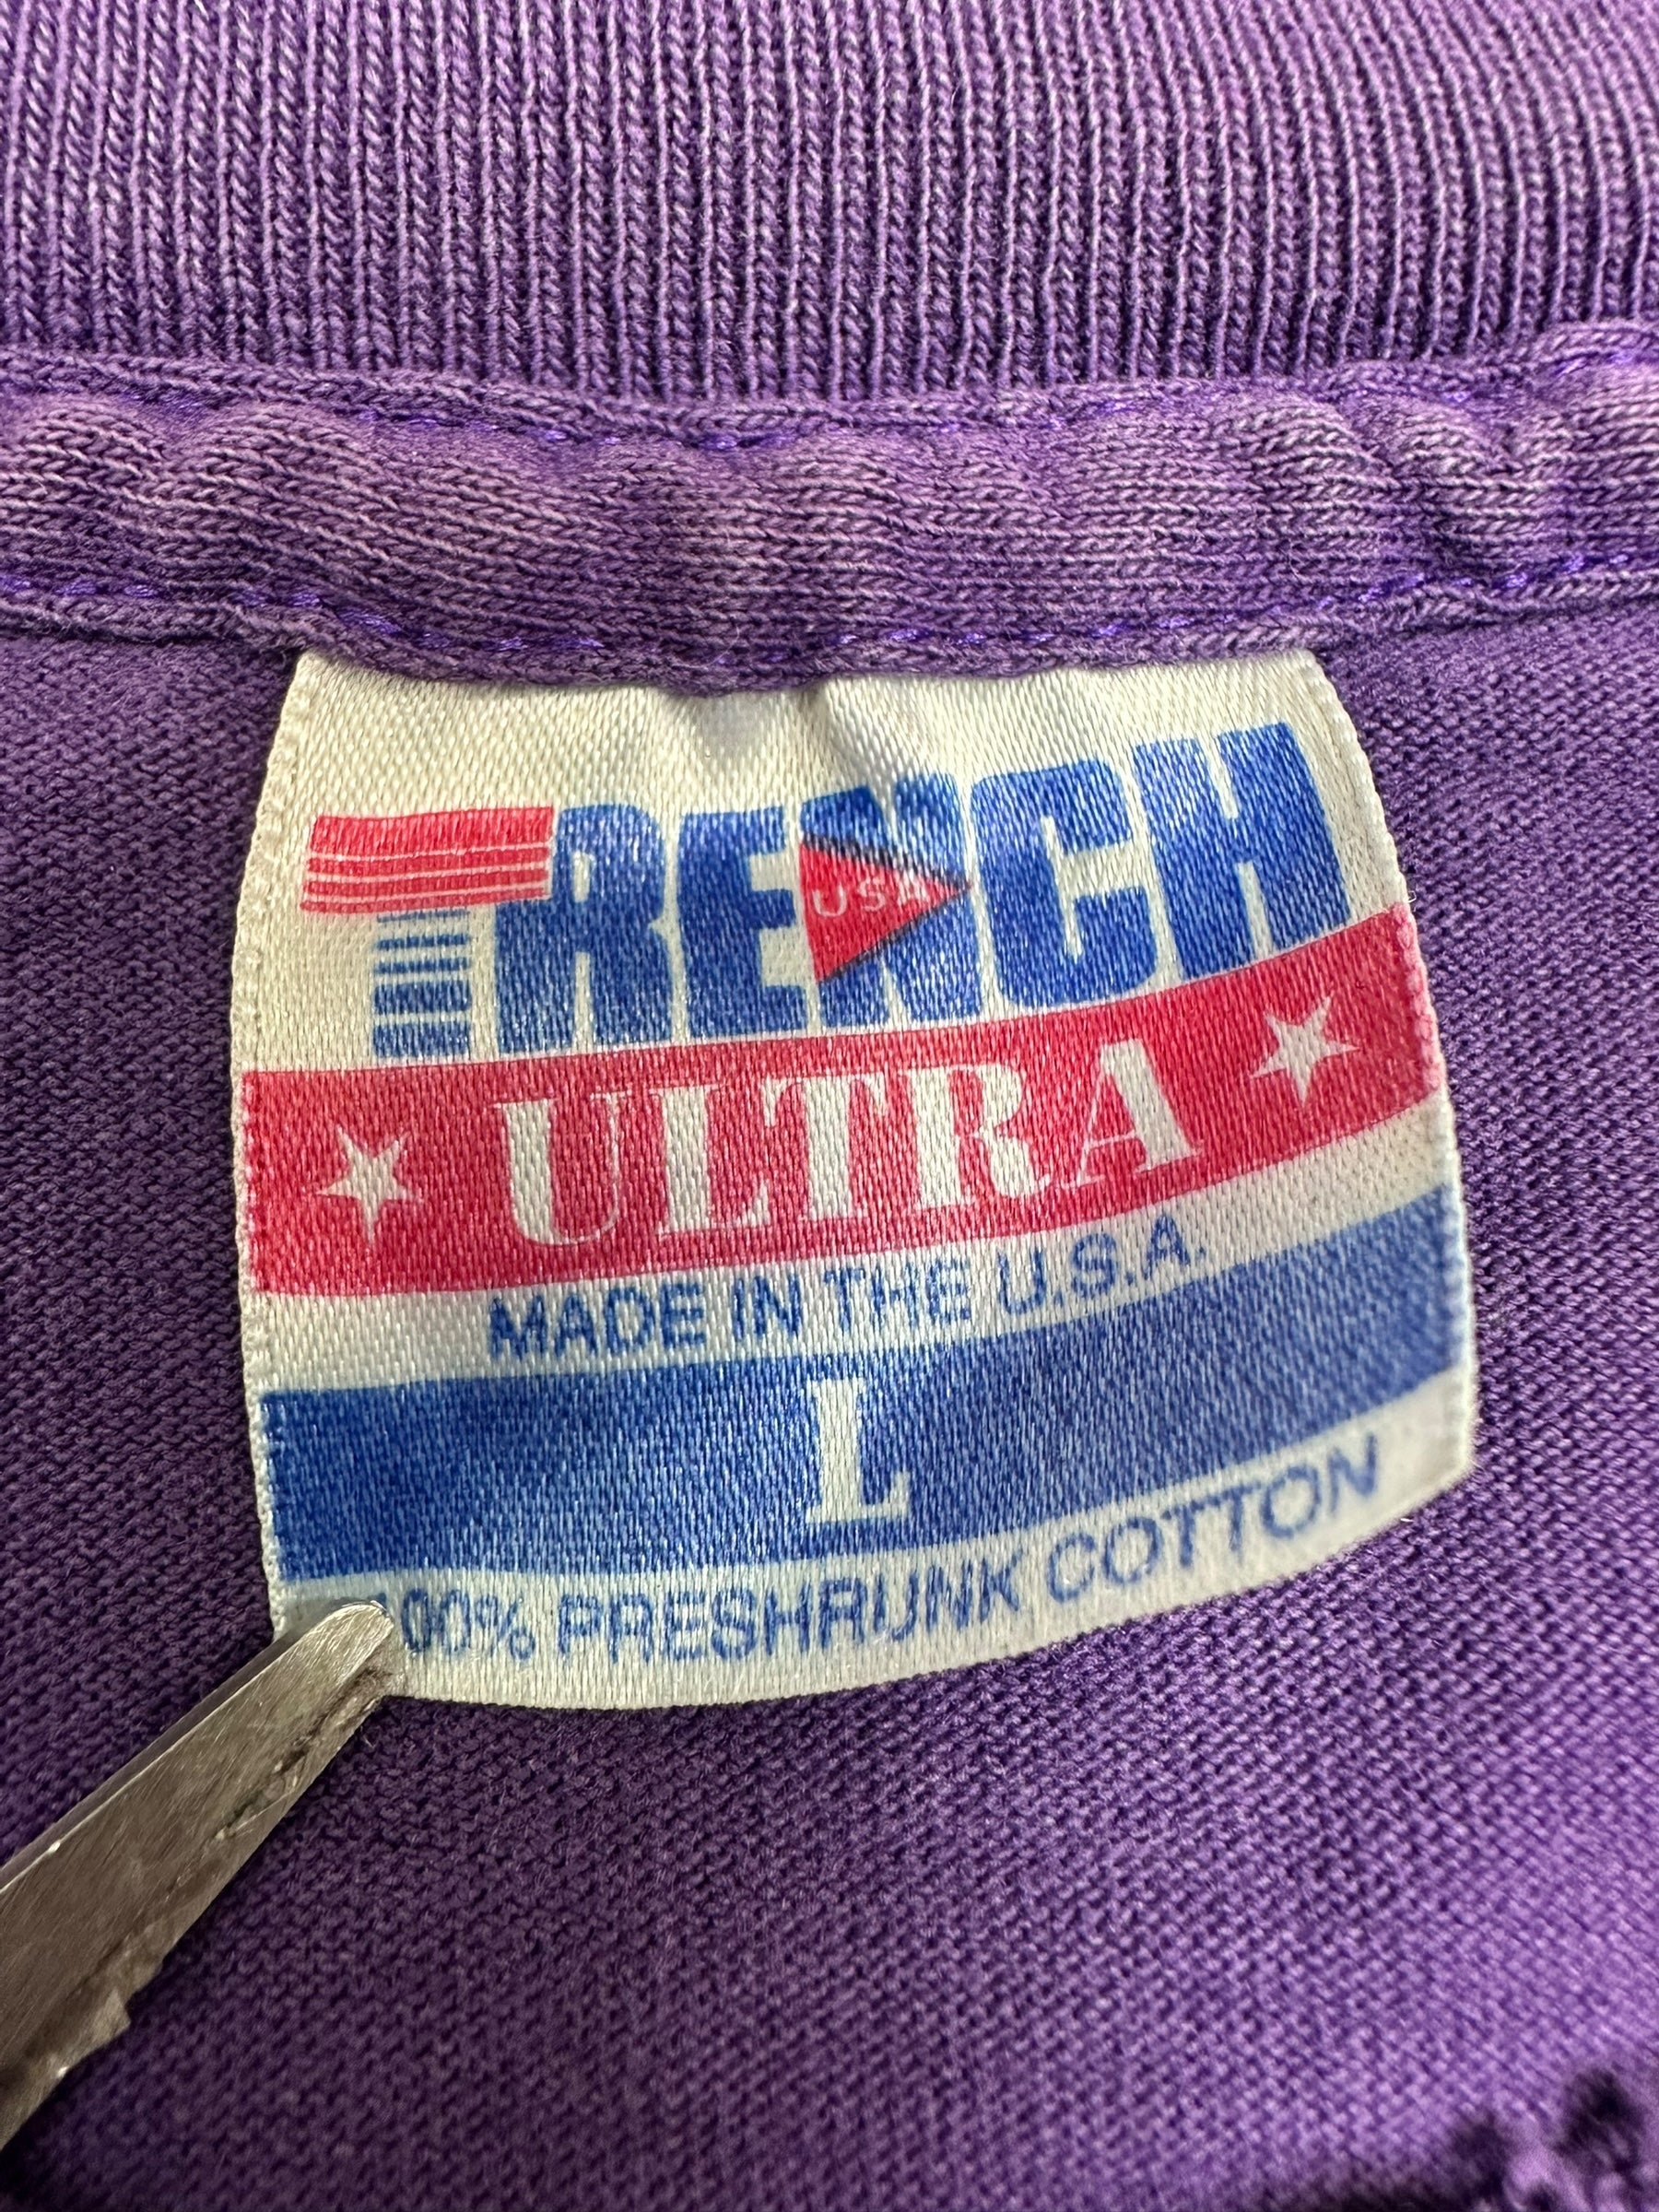 TRENCH
USA
ULTRA
MADE IN THE U.S.A.
L
100% PRESHRUNK COTTON